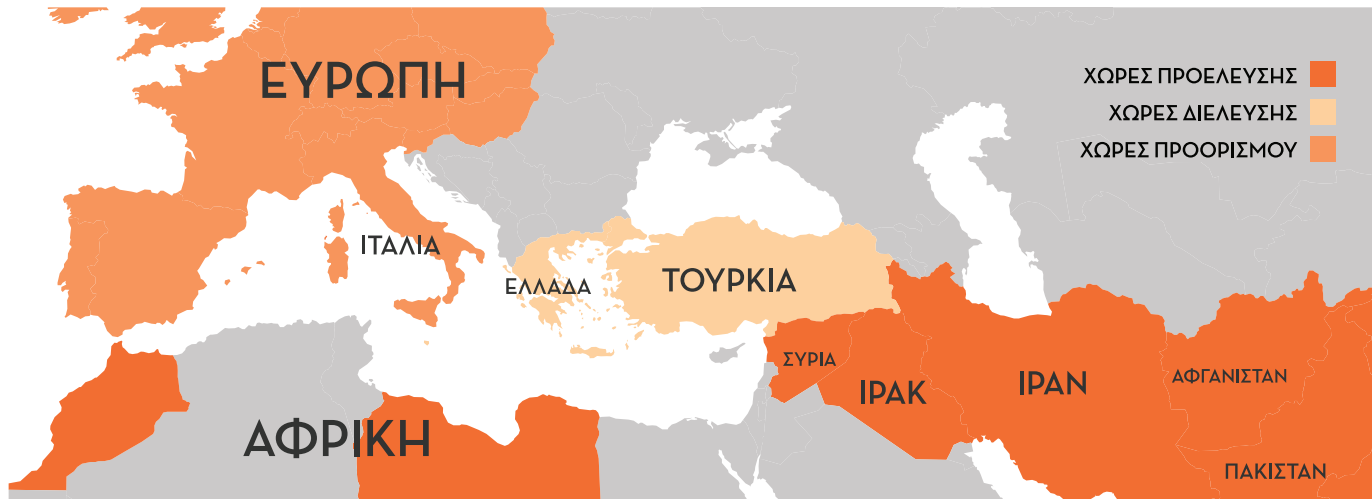 ΕΥΡΩΠΗ
ΧΩΡΕΣ ΠΡΟΕΛΕΥΣΗΣ
ΧΩΡΕΣ ΔΙΕΛΕΥΣΗΣ
ΧΩΡΕΣ ΠΡΟΟΡΙΣΜΟΥ
ΙΤΑΛΙΑ
ΕΛΛΑΔΑ
ΤΟΥΡΚΙΑ
ΣΥΡΙΑ
ΙΡΑΚ
ΙΡΑΝ
ΑΦΓΑΝΙΣΤΑΝ
ΑΦΡΙΚΗ
ΠΑΚΙΣΤΑΝ